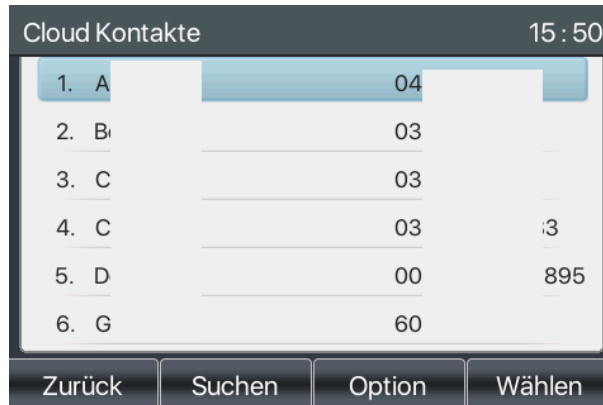 Cloud Kontakte 15:50
1. A 04
2. B 03
3. C 03
4. C 03 3
5. D 00 895
6. G 60
Zurück Suchen Option Wählen